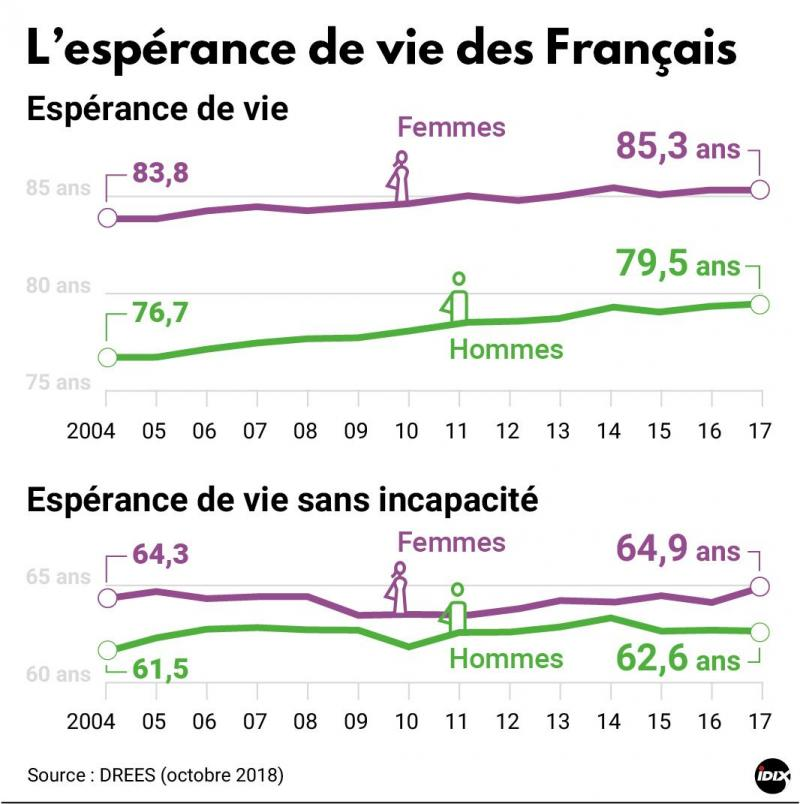 L'espérance de vie des Français
Espérance de vie
Femmes
85,3 ans
83,8
85 ans
79,5 ans
80 ans
76,7
Hommes
75 ans
2004 05 06 07 08 09 10 11 12 13 14 15 16 17
Espérance de vie sans incapacité
Femmes
64,9 ans
64,3
65 ans
Hommes
62,6 ans
61,5
60 ans
2004 05 06 07 08 09 10 11 12 13 14 15 16 17
Source : DREES (octobre 2018)
iDiX